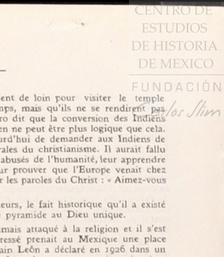 CENTRO DE
ESTUDIOS
DE HISTORIA
DE MEXICO
FUNDACIÓN
Carlos Slim
ent de loin pour visiter le temple
mps, mais qu'ils ne se rendirent pas
ro dit que la conversion des Indiens
en ne peut être plus logique que cela.
urd'hui de demander aux Indiens de
rales du christianisme. Il aurait fallu
abusés de l'humanité, leur apprendre
ur prouver que l'Europe venait chez
r les paroles du Christ : « Aimez-vous
eurs, le fait historique qu'il a existé
e pyramide au Dieu unique.
amais attaqué à la religion et il s'est
ressé prenait au Mexique une place
ain León a déclaré en 1926 dans un